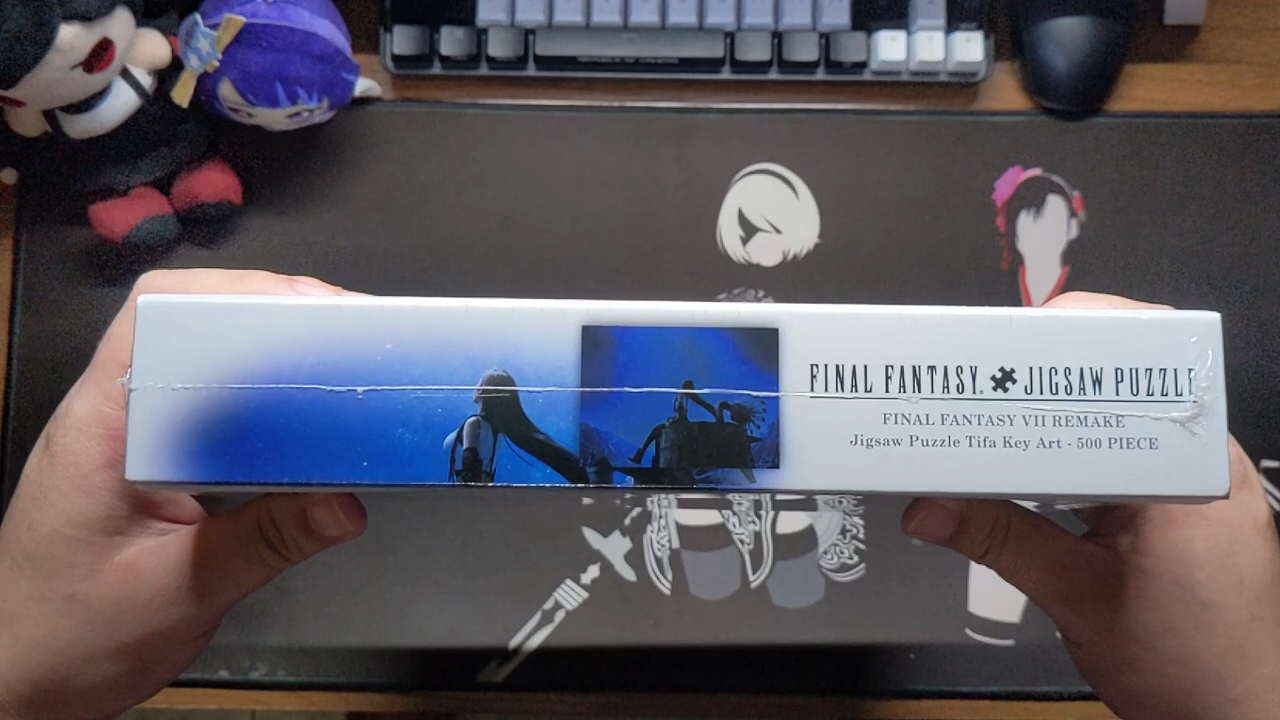 FINAL FANTASY® JIGSAW PUZZLE
FINAL FANTASY VII REMAKE
Jigsaw Puzzle Tifa Key Art - 500 PIECE